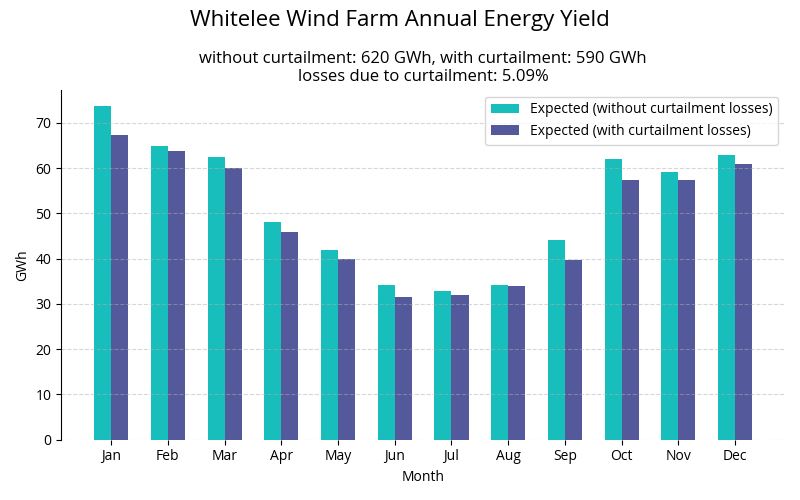 Whitelee Wind Farm Annual Energy Yield
without curtailment: 620 GWh, with curtailment: 590 GWh
losses due to curtailment: 5.09%
Expected (without curtailment losses)
Expected (with curtailment losses)
70
60
50
40
30
20
10
0
GWh
Jan Feb Mar Apr May Jun Jul Aug Sep Oct Nov Dec
Month